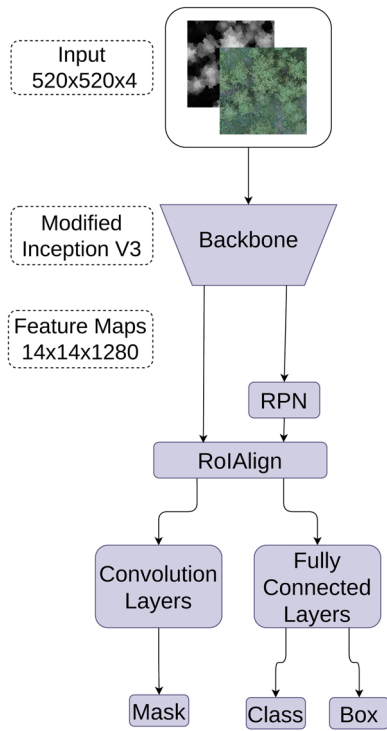 Input
520x520x4
Modified
Inception V3
Backbone
Feature Maps
14x14x1280
RPN
RoIAlign
Convolution
Layers
Fully
Connected
Layers
Mask
Class
Box